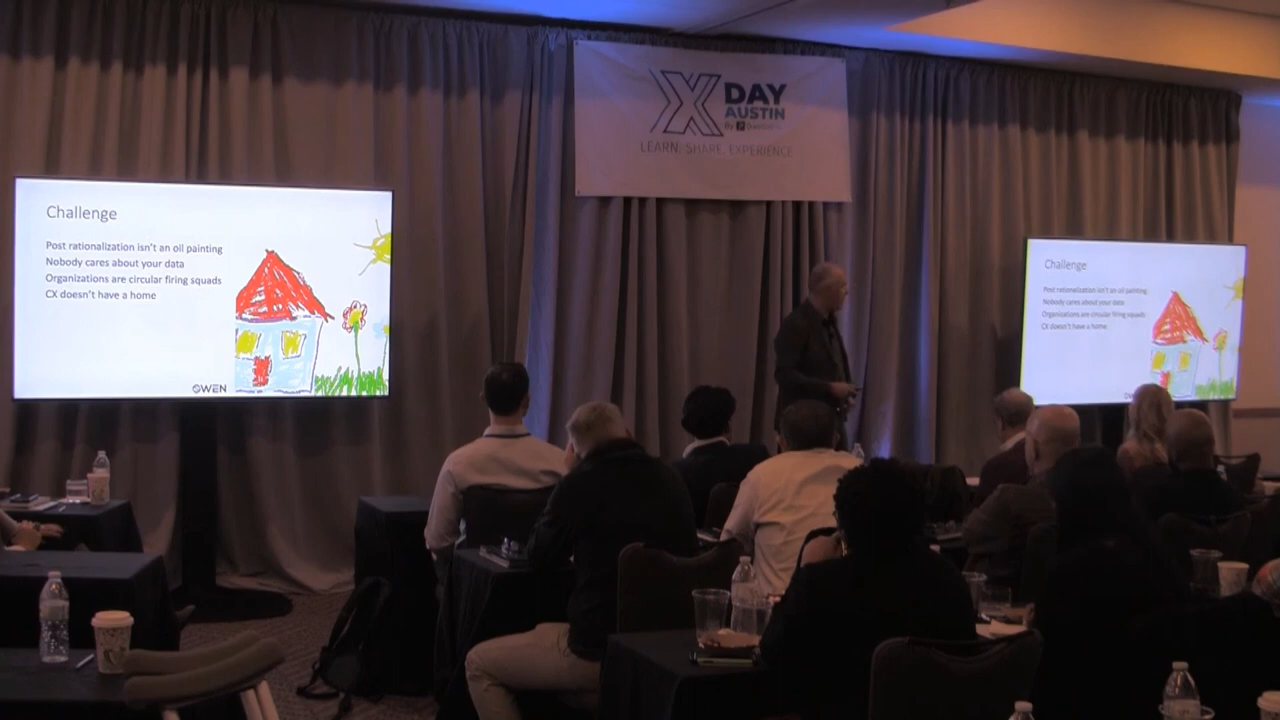 X DAY
AUSTIN
By
LEARN. SHARE. EXPERIENCE
Challenge
Post rationalization isn't an oil painting
Nobody cares about your data
Organizations are circular firing squads
CX doesn't have a home
OWEN
Challenge
Post rationalization isn't an oil painting
Nobody cares about your data
Organizations are circular firing squads
CX doesn't have a home